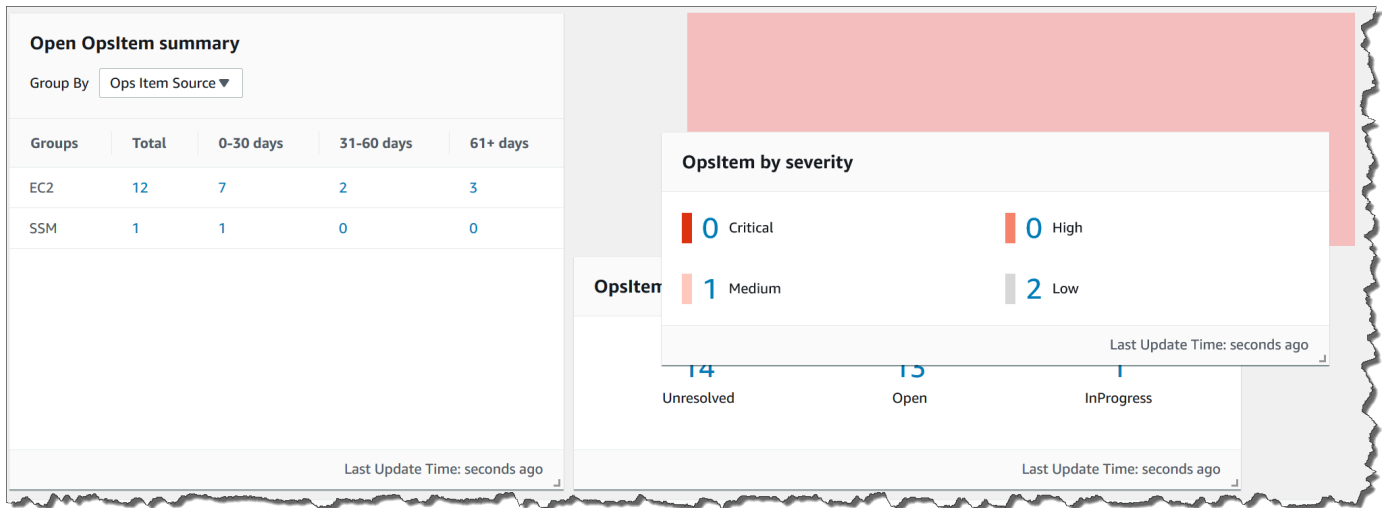 Open OpsItem summary
Group By Ops Item Source
Groups Total 0-30 days 31-60 days 61+ days
EC2 12 7 2 3
SSM 1 1 0 0
Last Update Time: seconds ago
OpsItem by severity
0 Critical 0 High
1 Medium 2 Low
Last Update Time: seconds ago
OpsItem
14 13 1
Unresolved Open InProgress
Last Update Time: seconds ago